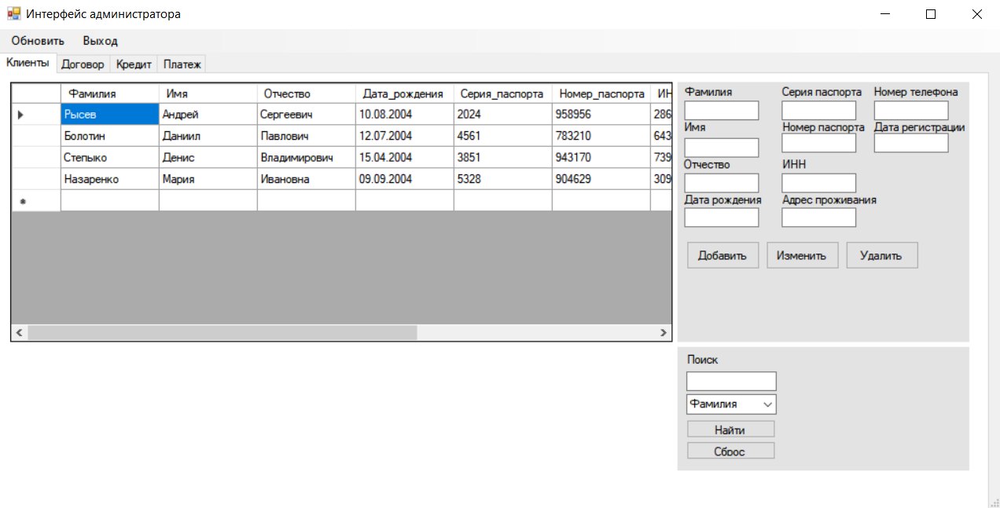 Интерфейс администратора
Обновить Выход
Клиенты Договор Кредит Платеж
Фамилия Имя Отчество Дата_рождения Серия_паспорта Номер_паспорта ИН
Рысев Андрей Сергеевич 10.08.2004 2024 958956 286
Болотин Даниил Павлович 12.07.2004 4561 783210 643
Степыко Денис Владимирович 15.04.2004 3851 943170 739
Назаренко Мария Ивановна 09.09.2004 5328 904629 309
Фамилия Серия паспорта Номер телефона
Имя Номер паспорта Дата регистрации
Отчество ИНН
Дата рождения Адрес проживания
Добавить Изменить Удалить
Поиск
Фамилия
Найти
Сброс